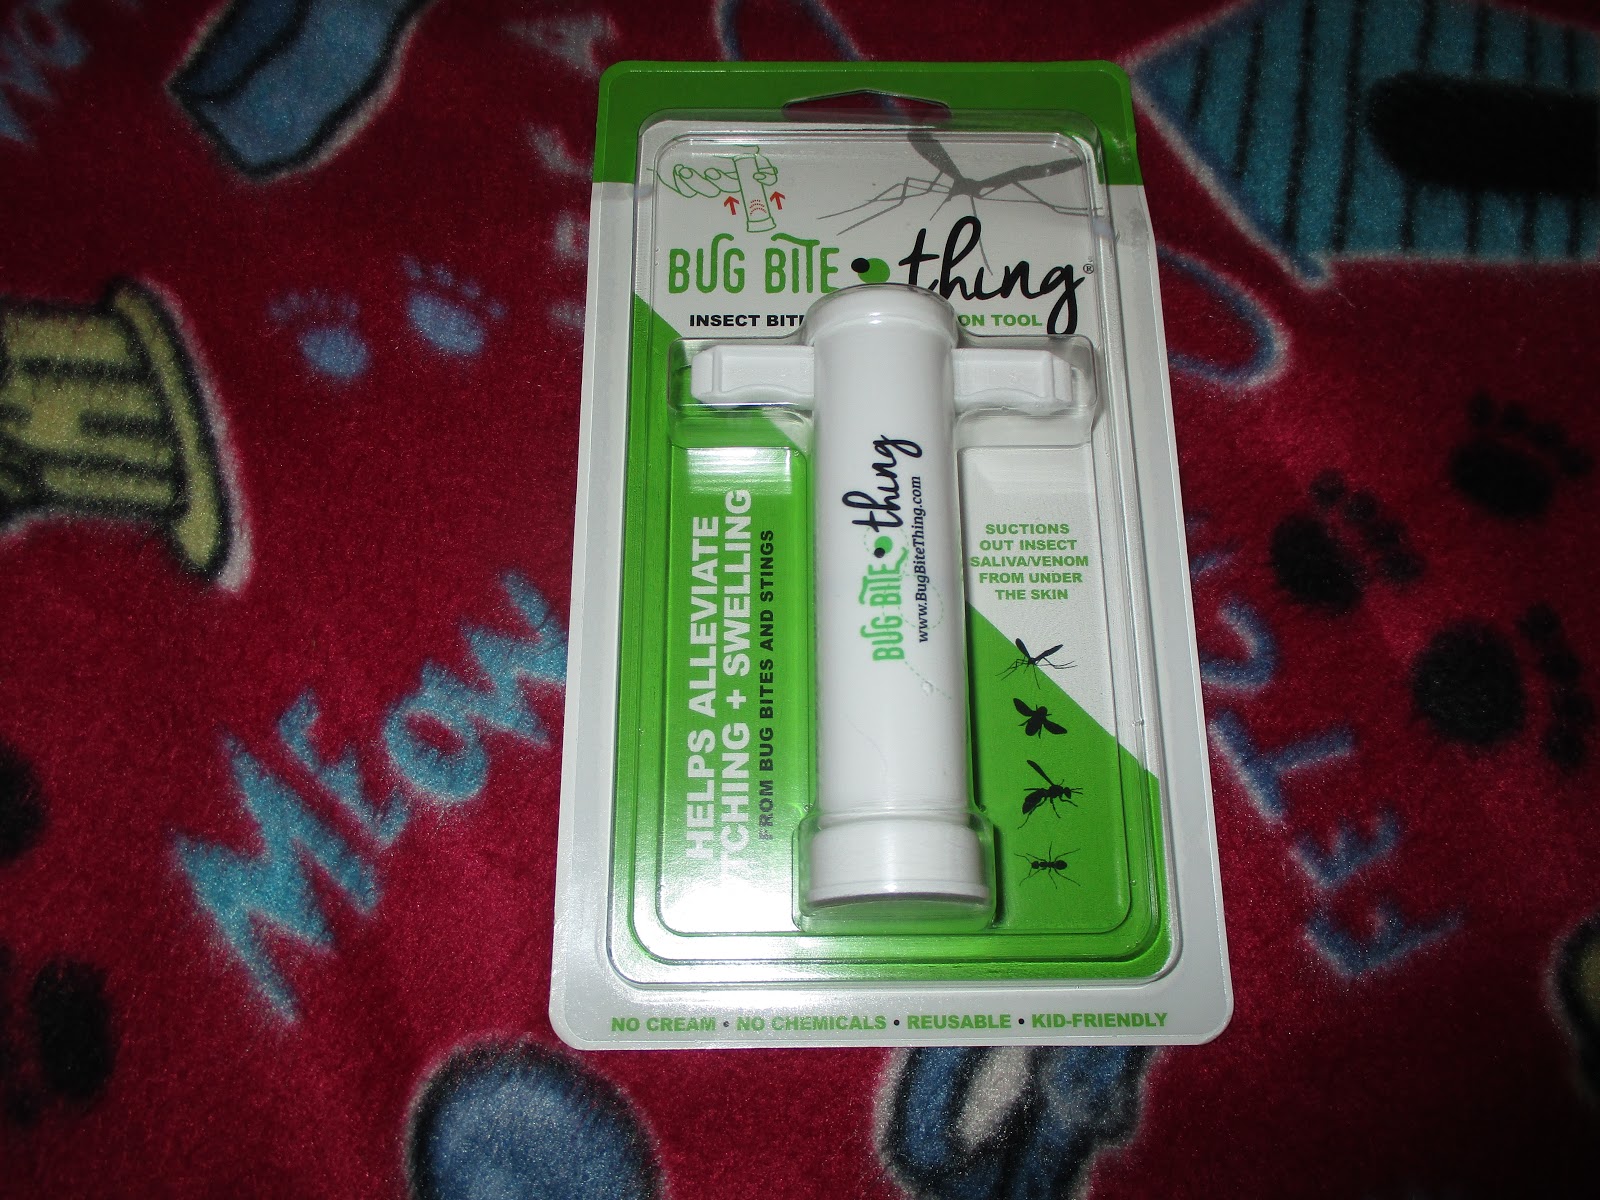 BUG BITE thing®
INSECT BITE ON TOOL
HELPS ALLEVIATE
ITCHING + SWELLING
FROM BUG BITES AND STINGS
BUG BITE thing
www.BugBiteThing.com
SUCTIONS
OUT INSECT
SALIVA/VENOM
FROM UNDER
THE SKIN
NO CREAM • NO CHEMICALS • REUSABLE • KID-FRIENDLY
MEOW
FETCH